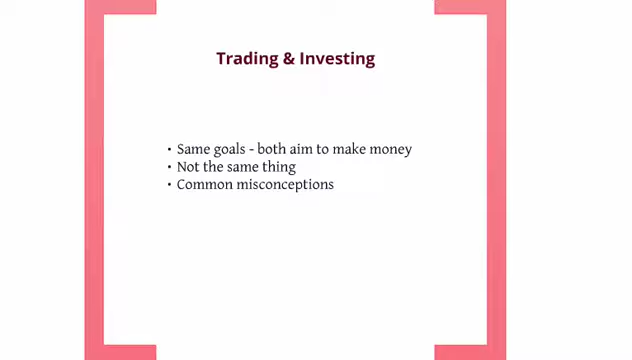 Trading & Investing
• Same goals - both aim to make money
• Not the same thing
• Common misconceptions